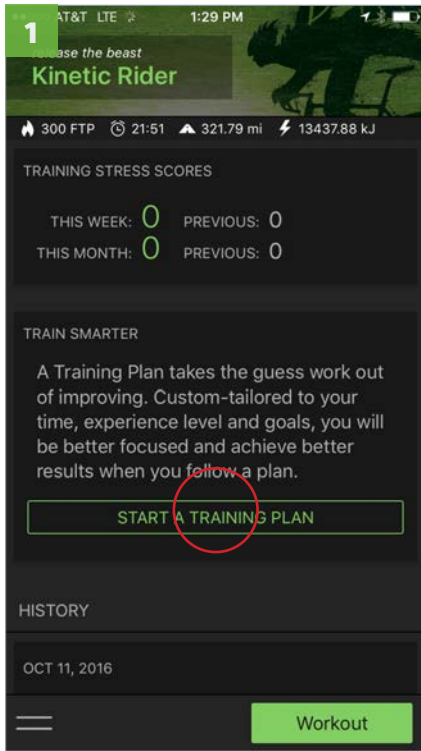 AT&T LTE 1:29 PM
1
release the beast
Kinetic Rider
300 FTP 21:51 321.79 mi 13437.88 kJ
TRAINING STRESS SCORES
THIS WEEK: 0 PREVIOUS: 0
THIS MONTH: 0 PREVIOUS: 0
TRAIN SMARTER
A Training Plan takes the guess work out
of improving. Custom-tailored to your
time, experience level and goals, you will
be better focused and achieve better
results when you follow a plan.
START A TRAINING PLAN
HISTORY
OCT 11, 2016
Workout